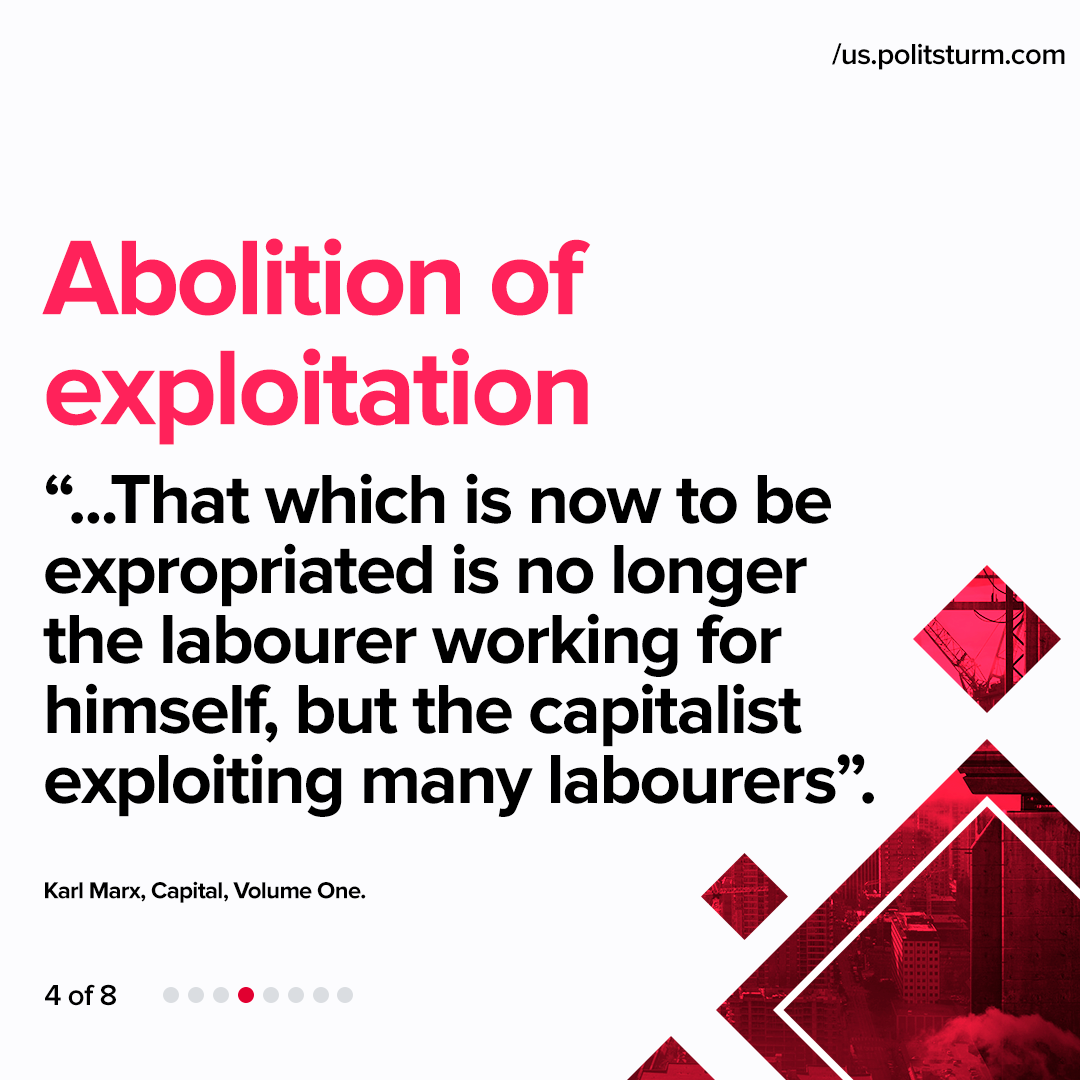 /us.politsturm.com
Abolition of
exploitation
“...That which is now to be
expropriated is no longer
the labourer working for
himself, but the capitalist
exploiting many labourers”.
Karl Marx, Capital, Volume One.
4 of 8